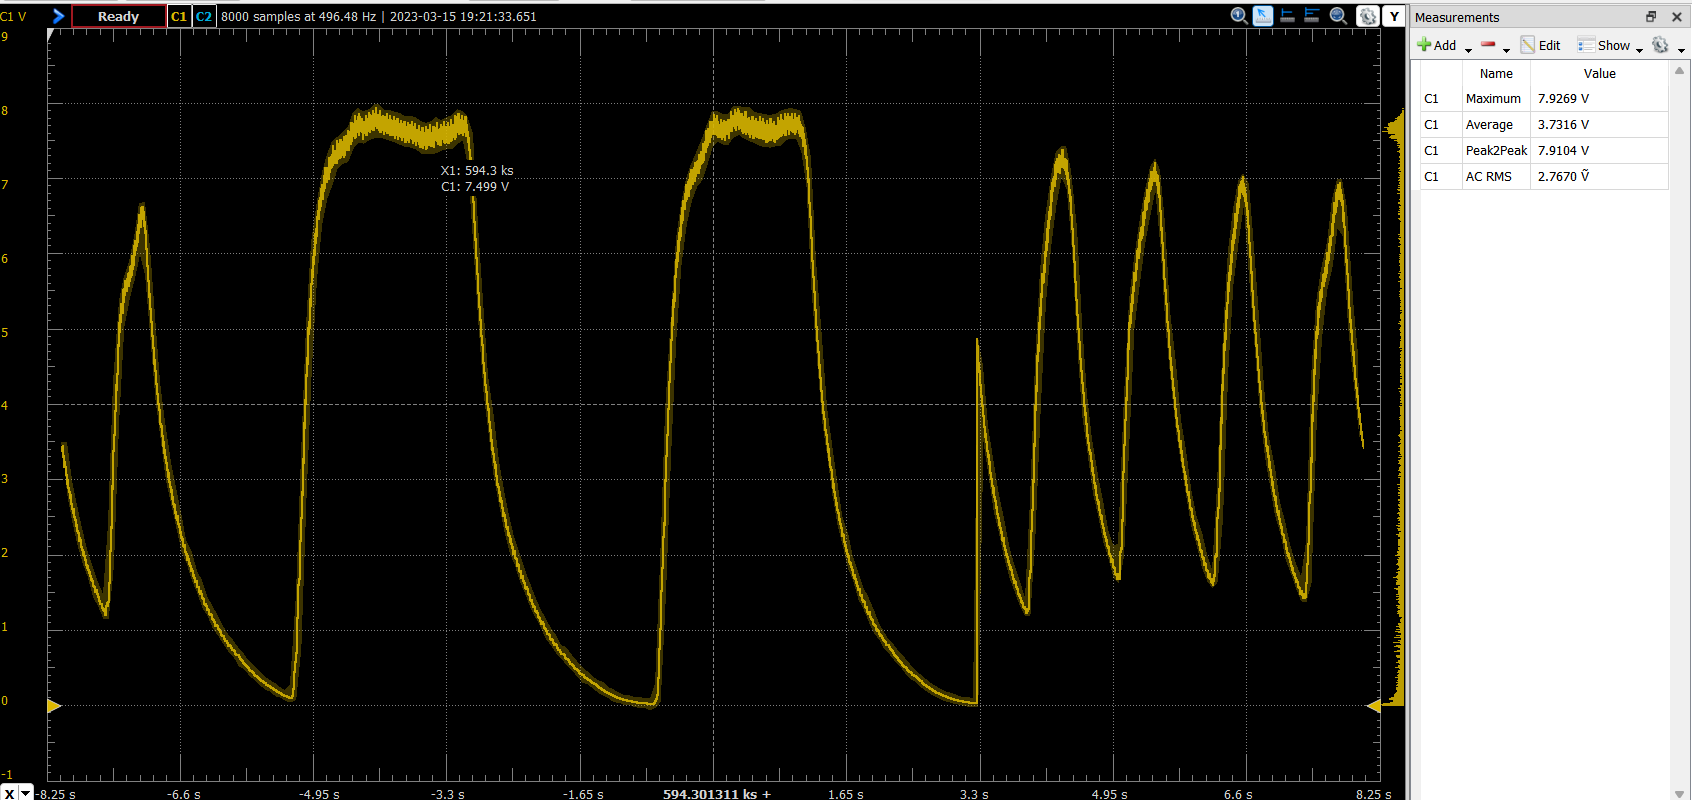 C1 V
Ready
C1 C2 8000 samples at 496.48 Hz | 2023-03-15 19:21:33.651
Y
9
8
7
6
5
4
3
2
1
0
-1
X1: 594.3 ks
C1: 7.499 V
X
-8.25 s -6.6 s -4.95 s -3.3 s -1.65 s 594.301311 ks + 1.65 s 3.3 s 4.95 s 6.6 s 8.25 s
Measurements
Add Edit Show
Name Value
C1 Maximum 7.9269 V
C1 Average 3.7316 V
C1 Peak2Peak 7.9104 V
C1 AC RMS 2.7670 Ṽ